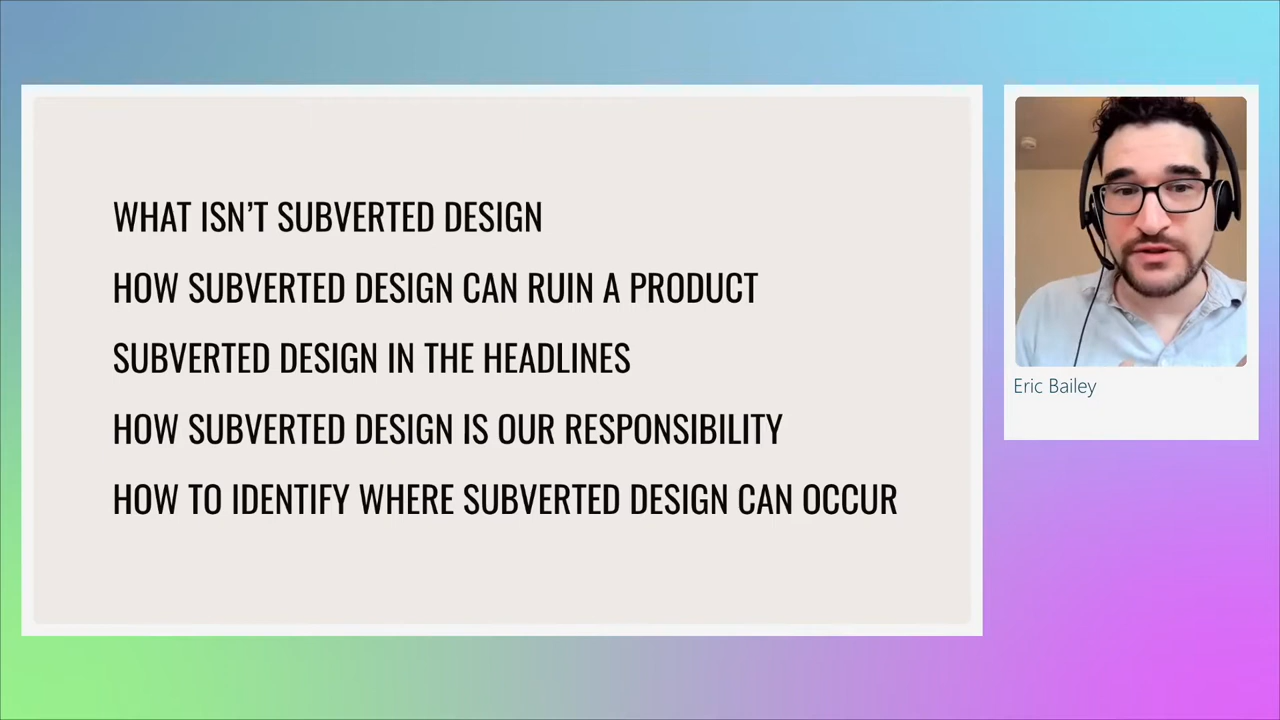 WHAT ISN’T SUBVERTED DESIGN
HOW SUBVERTED DESIGN CAN RUIN A PRODUCT
SUBVERTED DESIGN IN THE HEADLINES
HOW SUBVERTED DESIGN IS OUR RESPONSIBILITY
HOW TO IDENTIFY WHERE SUBVERTED DESIGN CAN OCCUR
Eric Bailey